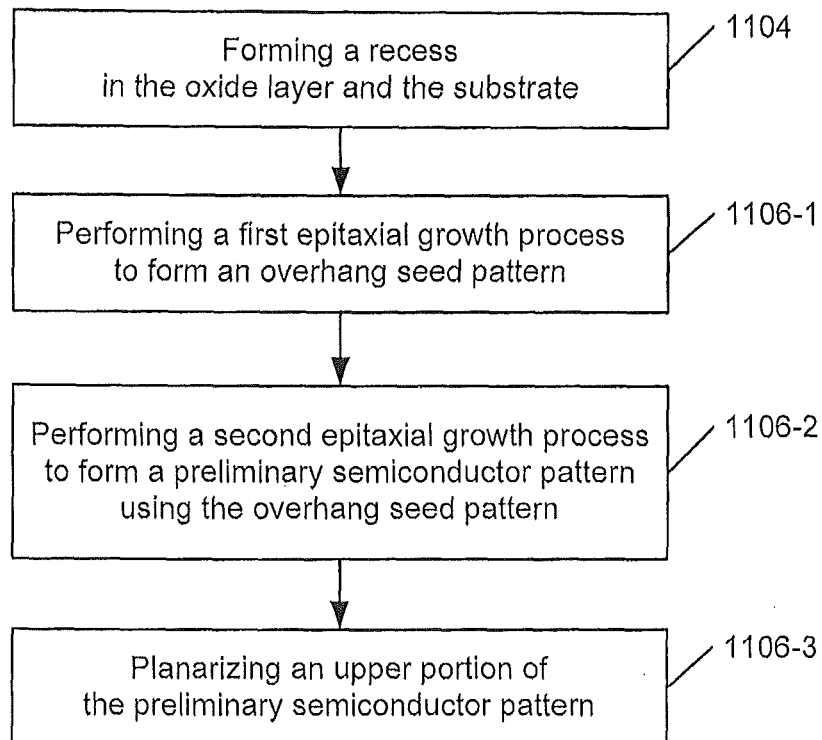 1104
Forming a recess
in the oxide layer and the substrate
1106-1
Performing a first epitaxial growth process
to form an overhang seed pattern
1106-2
Performing a second epitaxial growth process
to form a preliminary semiconductor pattern
using the overhang seed pattern
1106-3
Planarizing an upper portion of
the preliminary semiconductor pattern